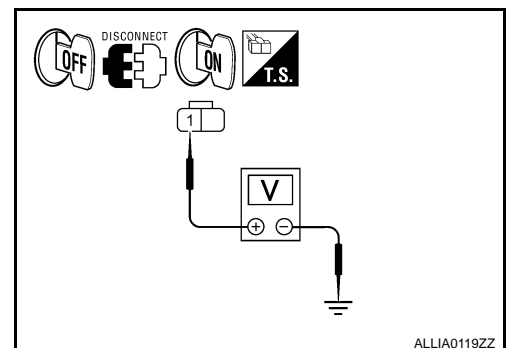 DISCONNECT
OFF
ON
T.S.
1
V
+ −
ALLIA0119ZZ